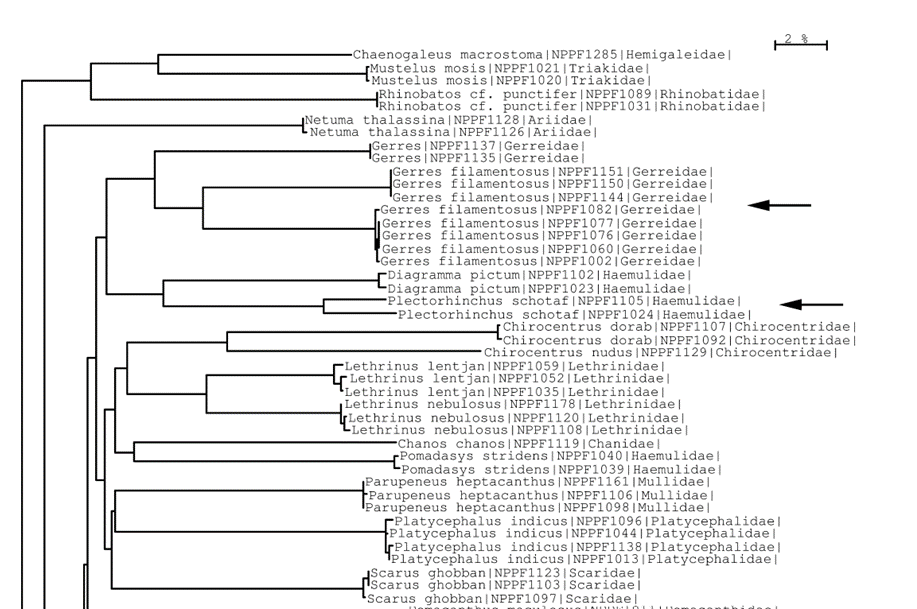 2 %
Chaenogaleus macrostoma|NPPF1285|Hemigaleidae|
Mustelus mosis|NPPF1021|Triakidae|
Mustelus mosis|NPPF1020|Triakidae|
Rhinobatos cf. punctifer|NPPF1089|Rhinobatidae|
Rhinobatos cf. punctifer|NPPF1031|Rhinobatidae|
Netuma thalassina|NPPF1128|Ariidae|
Netuma thalassina|NPPF1126|Ariidae|
Gerres|NPPF1137|Gerreidae|
Gerres|NPPF1135|Gerreidae|
Gerres filamentosus|NPPF1151|Gerreidae|
Gerres filamentosus|NPPF1150|Gerreidae|
Gerres filamentosus|NPPF1144|Gerreidae|
Gerres filamentosus|NPPF1082|Gerreidae|
Gerres filamentosus|NPPF1077|Gerreidae|
Gerres filamentosus|NPPF1076|Gerreidae|
Gerres filamentosus|NPPF1060|Gerreidae|
Gerres filamentosus|NPPF1002|Gerreidae|
Diagramma pictum|NPPF1102|Haemulidae|
Diagramma pictum|NPPF1023|Haemulidae|
Plectorhinchus schotaf|NPPF1105|Haemulidae|
Plectorhinchus schotaf|NPPF1024|Haemulidae|
Chirocentrus dorab|NPPF1107|Chirocentridae|
Chirocentrus dorab|NPPF1092|Chirocentridae|
Chirocentrus nudus|NPPF1129|Chirocentridae|
Lethrinus lentjan|NPPF1059|Lethrinidae|
Lethrinus lentjan|NPPF1052|Lethrinidae|
Lethrinus lentjan|NPPF1035|Lethrinidae|
Lethrinus nebulosus|NPPF1178|Lethrinidae|
Lethrinus nebulosus|NPPF1120|Lethrinidae|
Lethrinus nebulosus|NPPF1108|Lethrinidae|
Chanos chanos|NPPF1119|Chanidae|
Pomadasys stridens|NPPF1040|Haemulidae|
Pomadasys stridens|NPPF1039|Haemulidae|
Parupeneus heptacanthus|NPPF1161|Mullidae|
Parupeneus heptacanthus|NPPF1106|Mullidae|
Parupeneus heptacanthus|NPPF1098|Mullidae|
Platycephalus indicus|NPPF1096|Platycephalidae|
Platycephalus indicus|NPPF1044|Platycephalidae|
Platycephalus indicus|NPPF1138|Platycephalidae|
Platycephalus indicus|NPPF1013|Platycephalidae|
Scarus ghobban|NPPF1123|Scaridae|
Scarus ghobban|NPPF1103|Scaridae|
Scarus ghobban|NPPF1097|Scaridae|